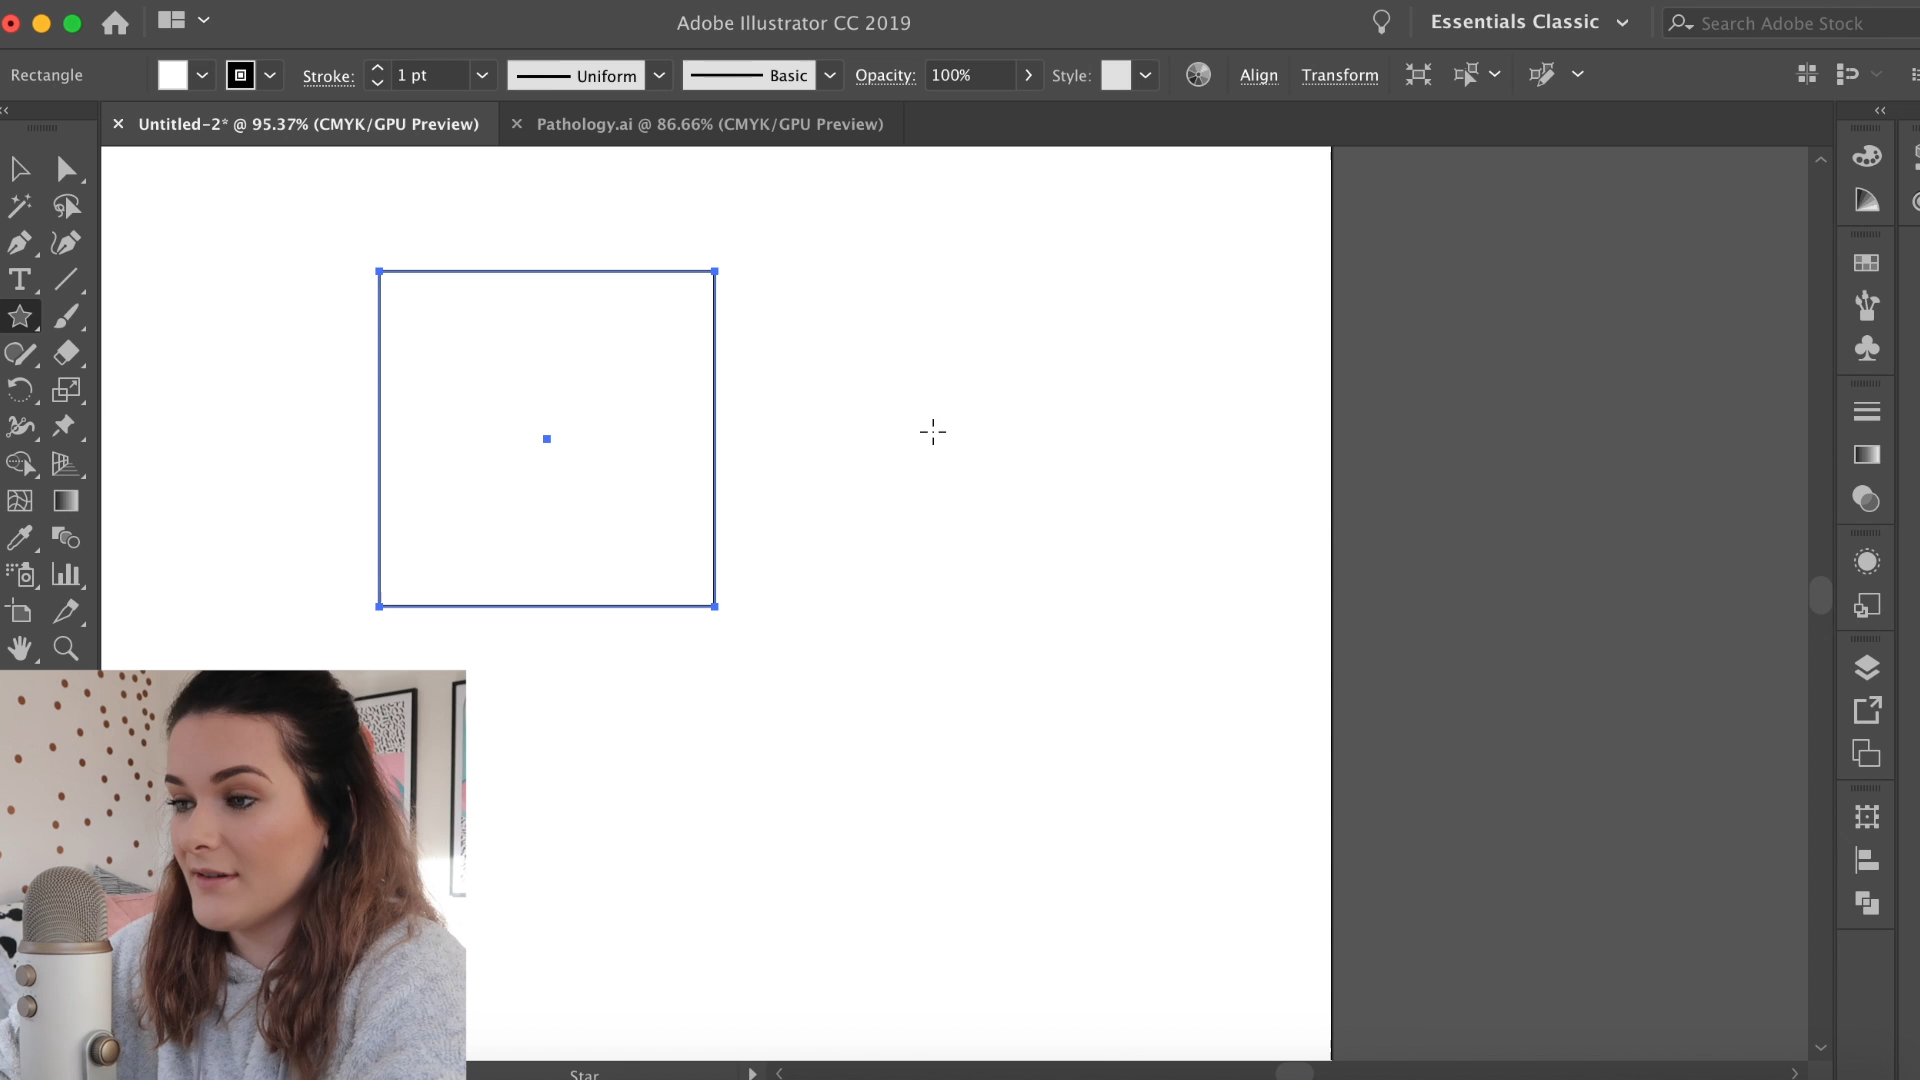 Adobe Illustrator CC 2019
Essentials Classic
Search Adobe Stock
Rectangle
Stroke:
1 pt
Uniform
Basic
Opacity:
100%
Style:
Align
Transform
Untitled-2* @ 95.37% (CMYK/GPU Preview)
Pathology.ai @ 86.66% (CMYK/GPU Preview)
Star